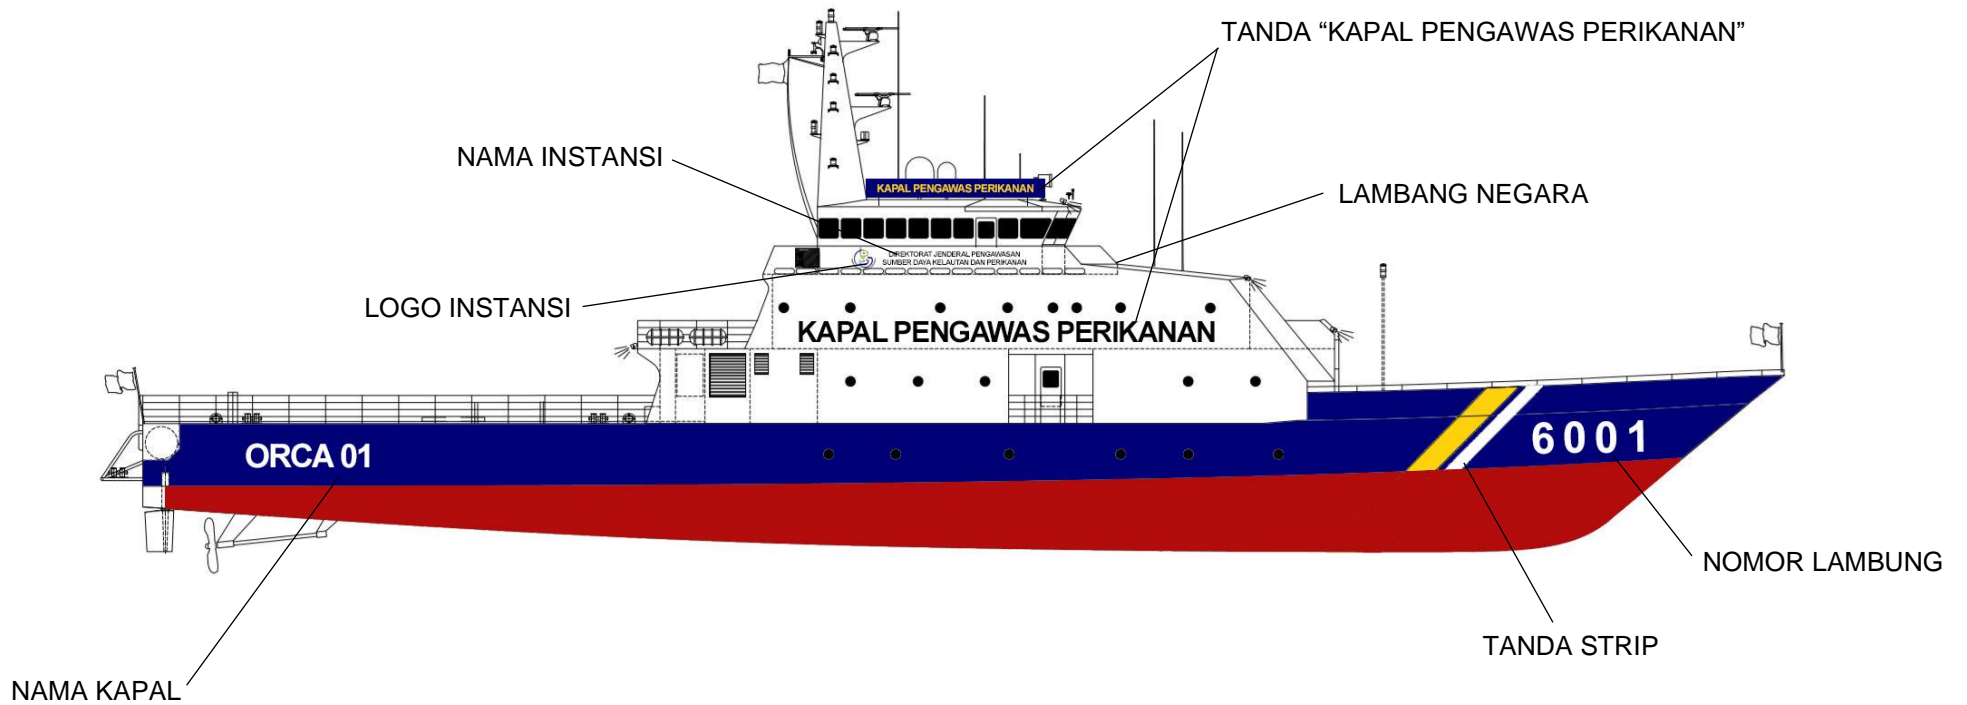 TANDA “KAPAL PENGAWAS PERIKANAN”
NAMA INSTANSI
KAPAL PENGAWAS PERIKANAN
LAMBANG NEGARA
DIREKTORAT JENDERAL PENGAWASAN
SUMBER DAYA KELAUTAN DAN PERIKANAN
LOGO INSTANSI
KAPAL PENGAWAS PERIKANAN
6001
ORCA 01
NOMOR LAMBUNG
TANDA STRIP
NAMA KAPAL